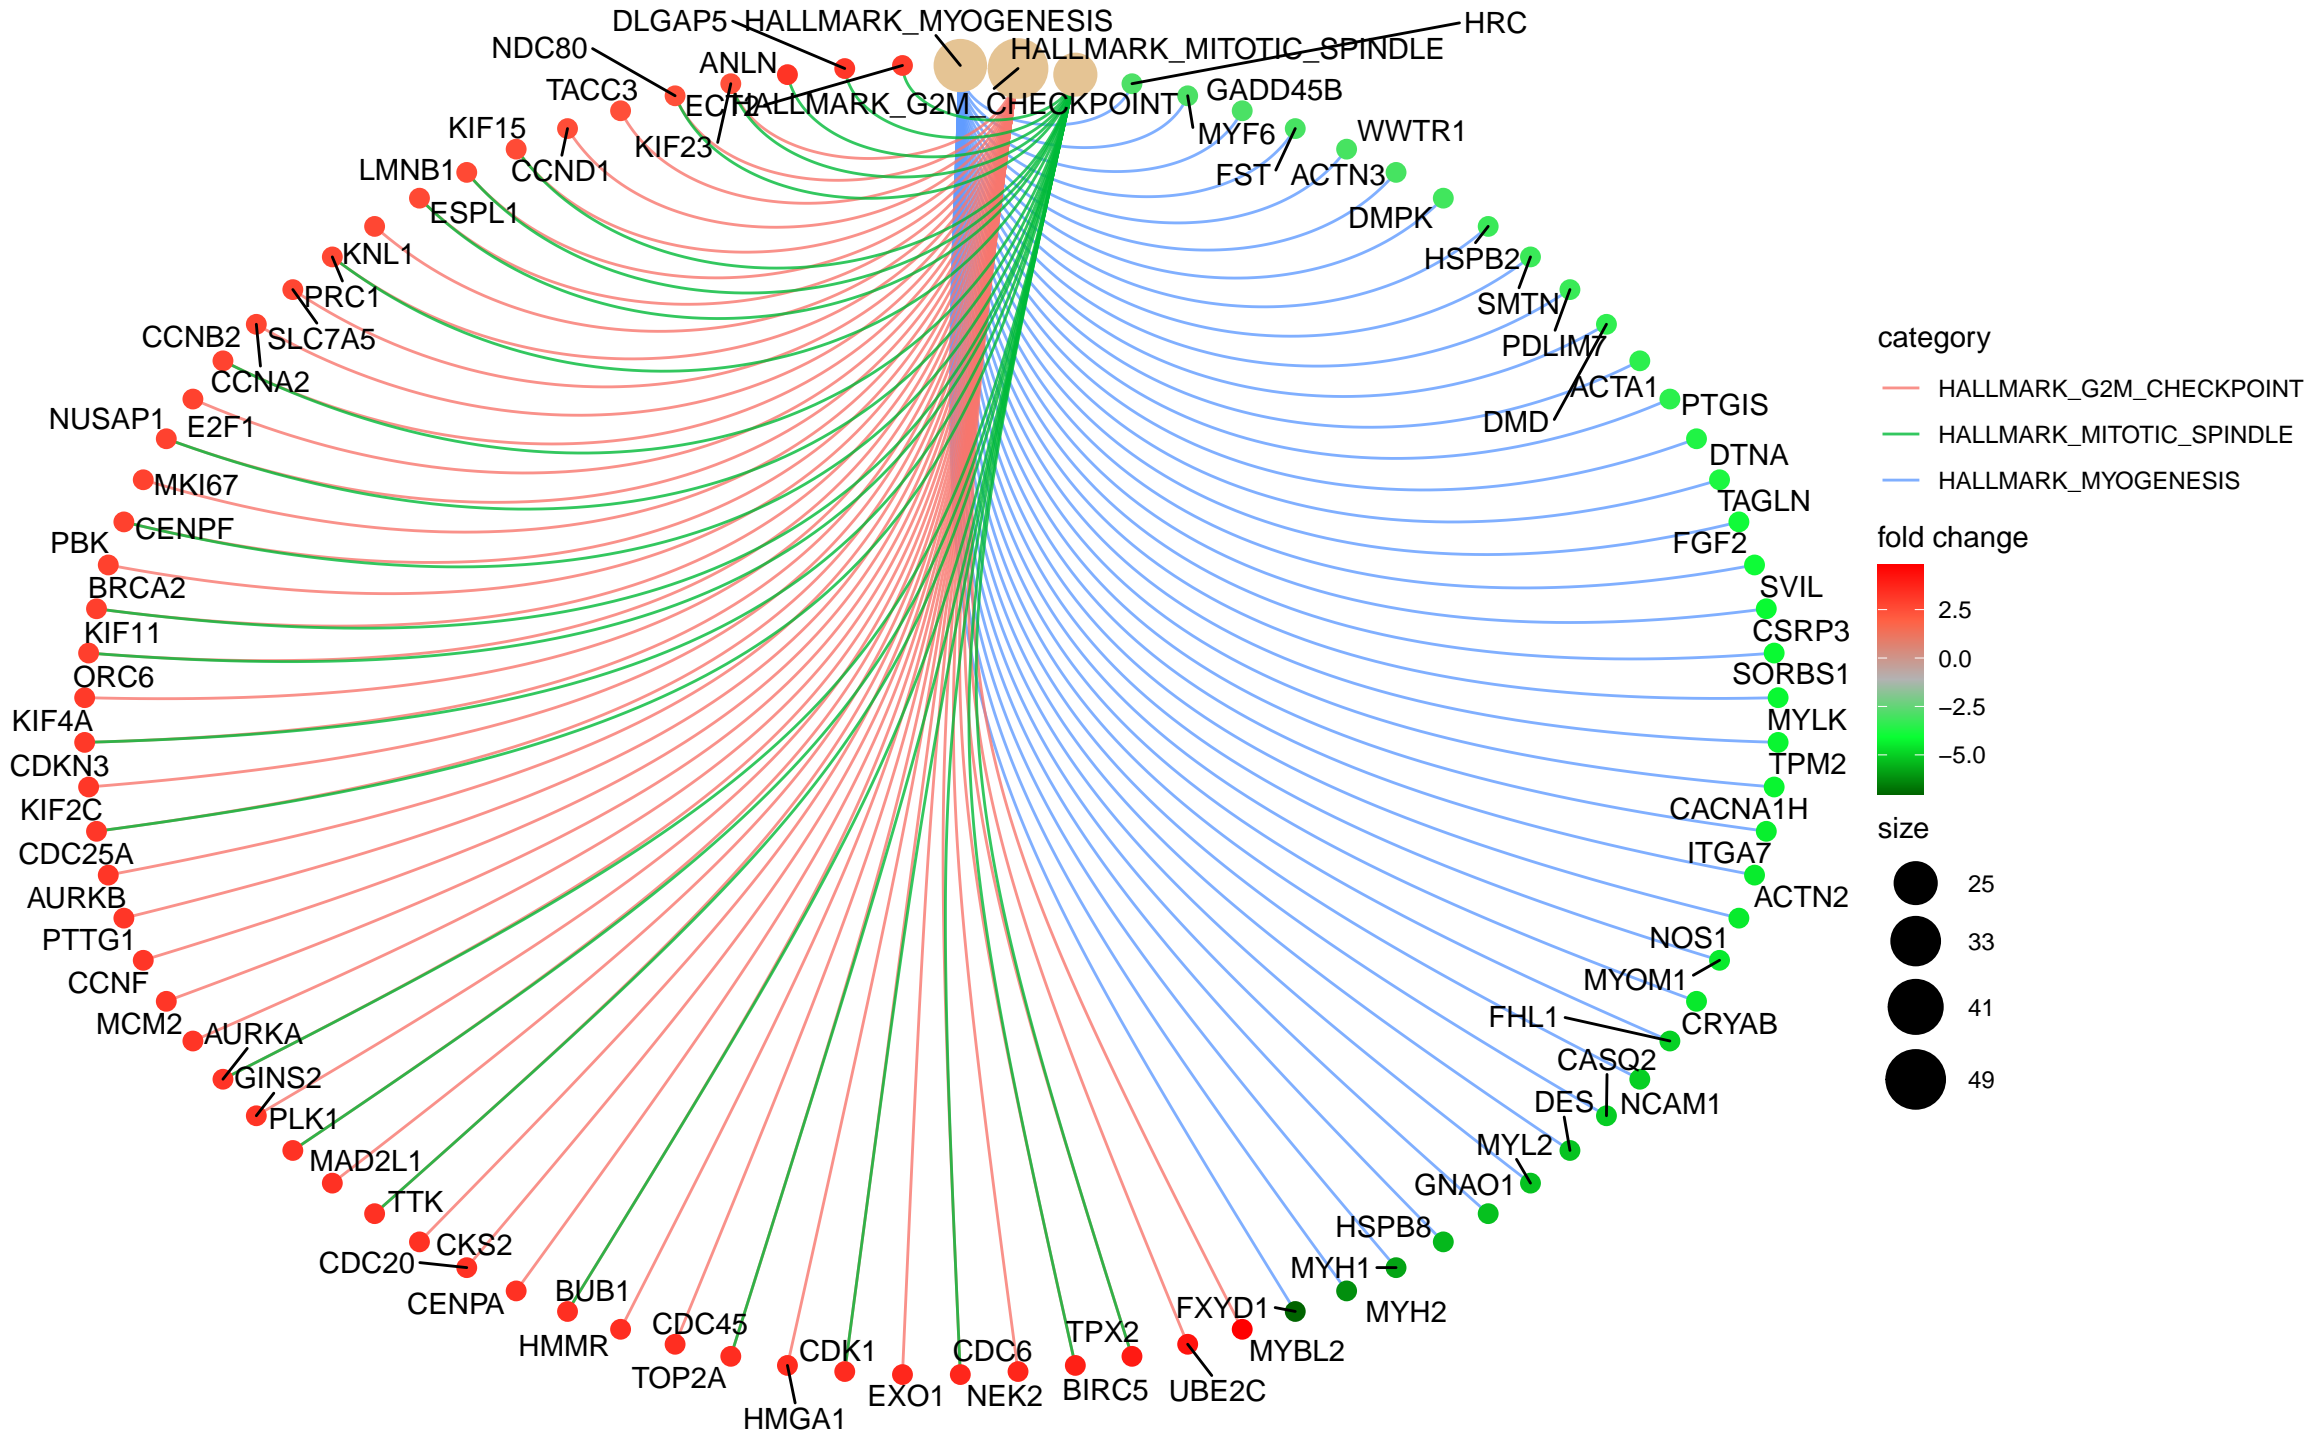 DLGAP5
HALLMARK_MYOGENESIS
HRC
NDC80
ANLN
HALLMARK_MITOTIC_SPINDLE
TACC3
ECT2
HALLMARK_G2M_CHECKPOINT
GADD45B
KIF15
KIF23
MYF6
WWTR1
LMNB1
CCND1
FST
ACTN3
ESPL1
DMPK
KNL1
HSPB2
PRC1
SMTN
CCNB2
SLC7A5
PDLIM7
CCNA2
ACTA1
NUSAP1
E2F1
DMD
PTGIS
MKI67
DTNA
CENPF
TAGLN
PBK
FGF2
BRCA2
SVIL
KIF11
CSRP3
ORC6
SORBS1
KIF4A
MYLK
CDKN3
TPM2
KIF2C
CACNA1H
CDC25A
ITGA7
AURKB
ACTN2
PTTG1
NOS1
CCNF
MYOM1
MCM2
AURKA
FHL1
CRYAB
GINS2
CASQ2
PLK1
DES
NCAM1
MAD2L1
MYL2
TTK
GNAO1
CKS2
HSPB8
CDC20
MYH1
CENPA
BUB1
FXYD1
MYH2
HMMR
CDC45
TPX2
MYBL2
TOP2A
CDK1
CDC6
HMGA1
EXO1
NEK2
BIRC5
UBE2C
category
HALLMARK_G2M_CHECKPOINT
HALLMARK_MITOTIC_SPINDLE
HALLMARK_MYOGENESIS
fold change
2.5
0.0
−2.5
−5.0
size
25
33
41
49